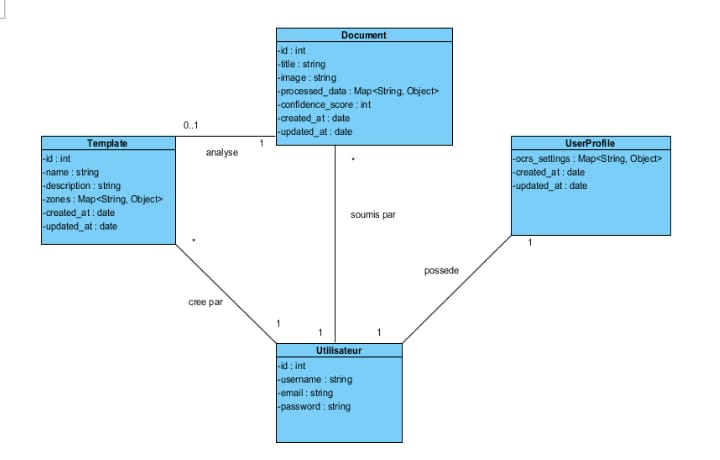 Document
-id : int
-title : string
-image : string
-processed_data : Map<String, Object>
-confidence_score : int
-created_at : date
-updated_at : date
0..1
1
analyse
Template
-id : int
-name : string
-description : string
-zones : Map<String, Object>
-created_at : date
-updated_at : date
UserProfile
-ocrs_settings : Map<String, Object>
-created_at : date
-updated_at : date
*
soumis par
*
1
possede
cree par
1
1
1
Utilisateur
-id : int
-username : string
-email : string
-password : string